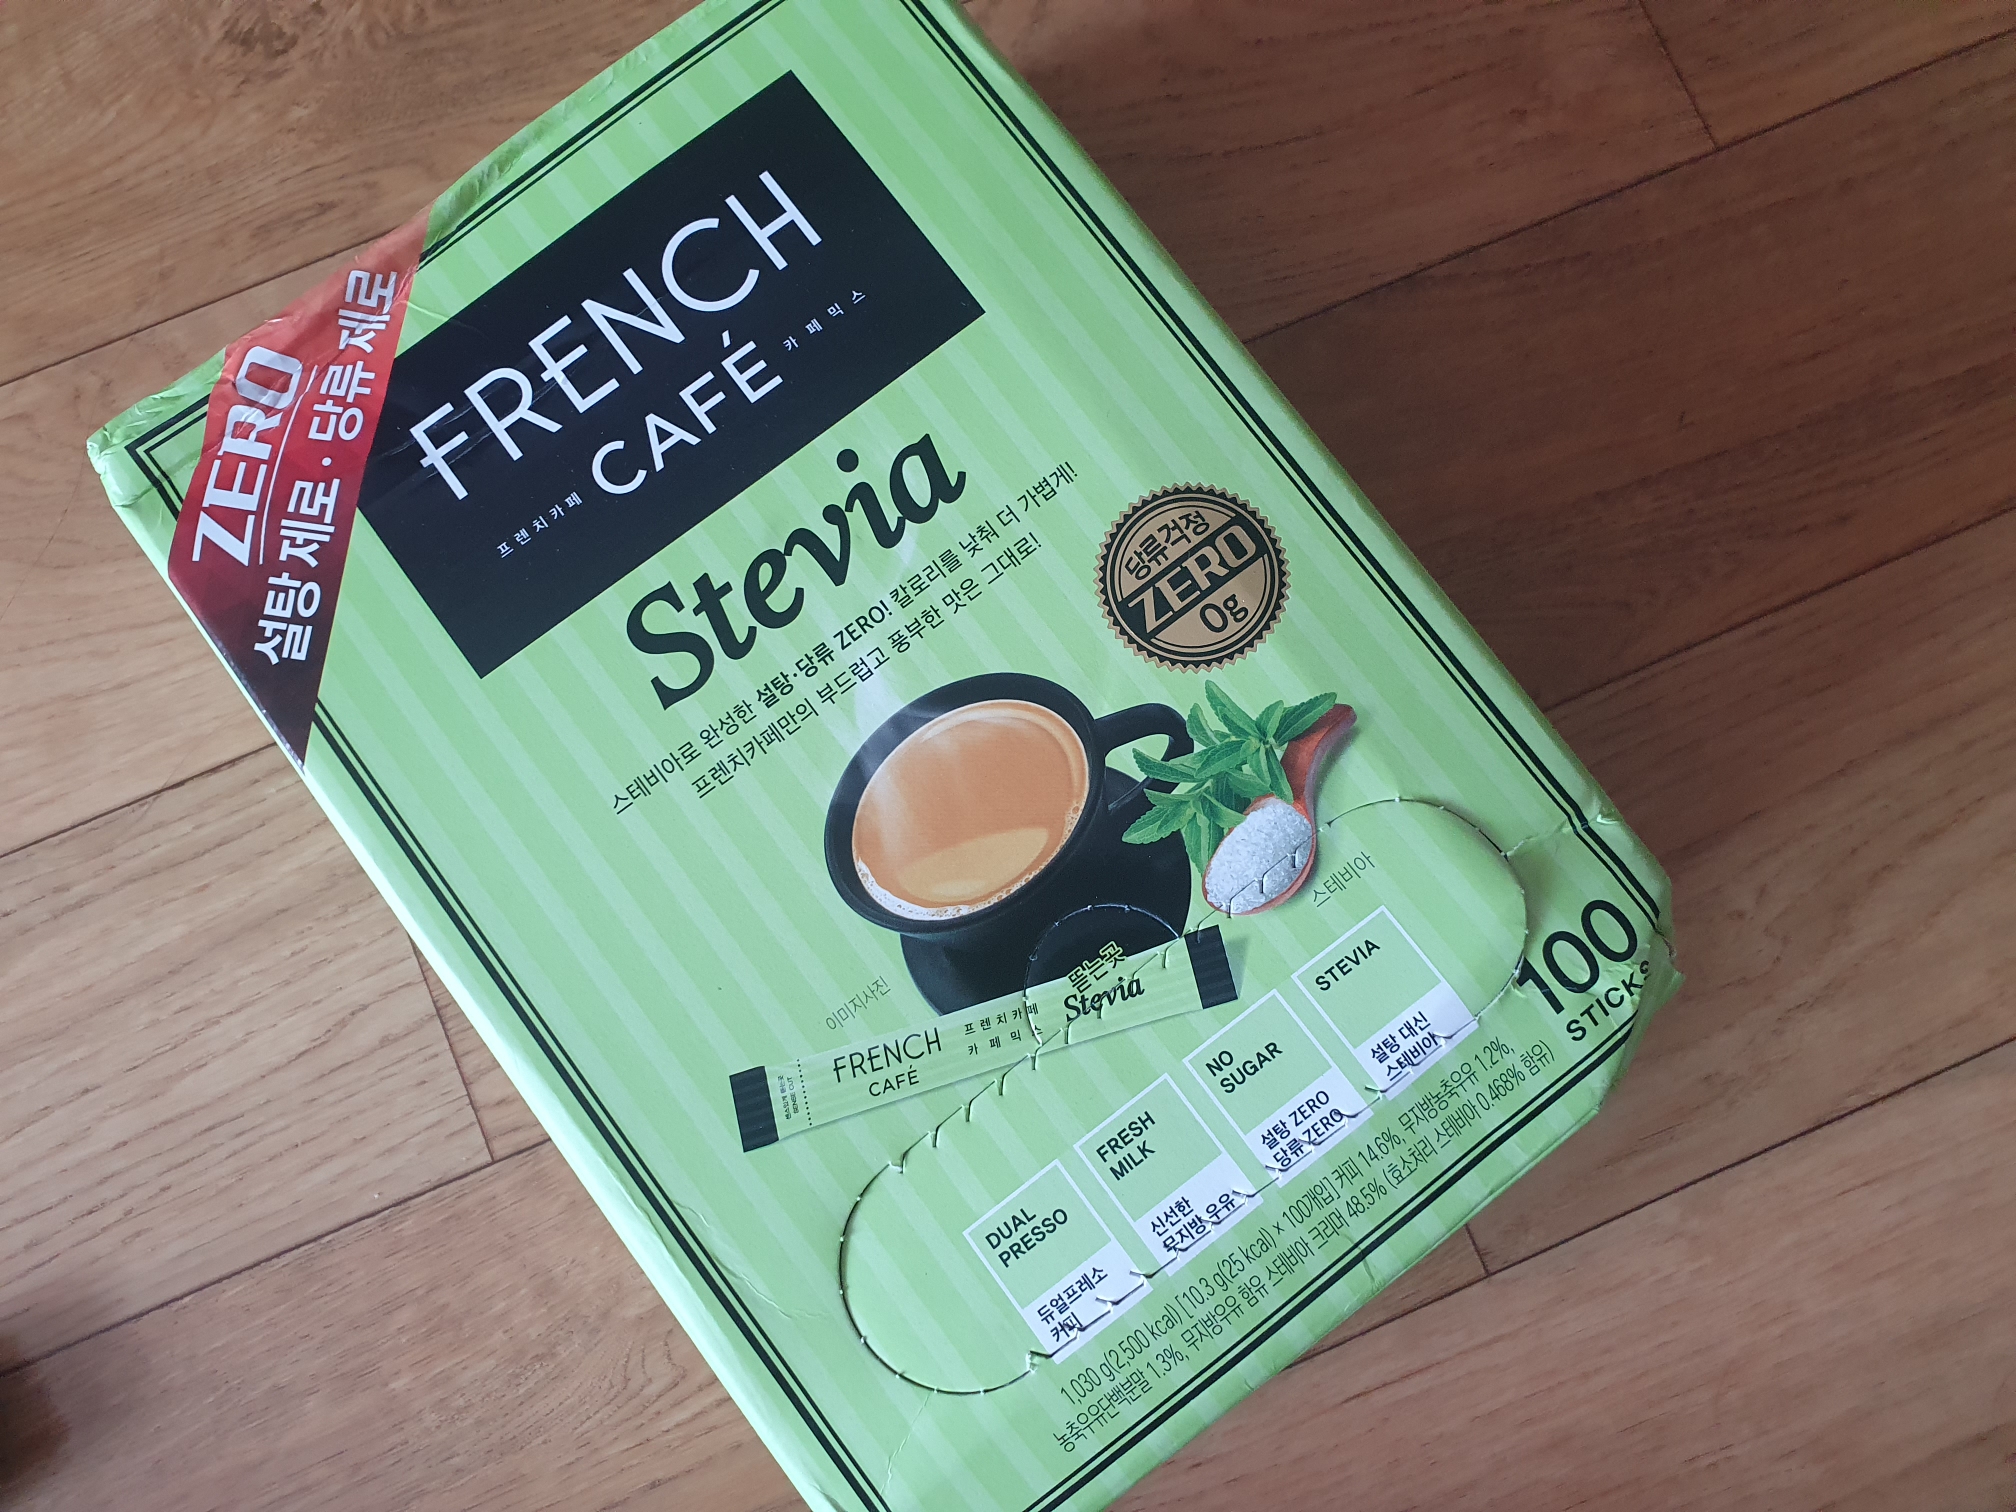 ZERO
설탕 제로·당류 제로
FRENCH
프렌치카페 CAFÉ 카페믹스
Stevia
스테비아로 완성한 설탕·당류 ZERO! 칼로리를 낮춰 더 가볍게!
프렌치카페만의 부드럽고 풍부한 맛은 그대로!
당류걱정
ZERO
0g
스테비아
이미지사진
뜯는곳
SENSE CUT
FRENCH
CAFÉ
프렌치카페
카페믹스
Stevia
DUAL
PRESSO
듀얼프레소
커피
FRESH
MILK
신선한
무지방 우유
NO
SUGAR
설탕 ZERO
당류 ZERO
STEVIA
설탕 대신
스테비아
100
STICKS
1,030 g(2,500 kcal) [10.3 g(25 kcal) x 100개입] 커피 14.6%, 무지방농축우유 1.2%,
농축우유단백분말 1.3%, 무지방우유 함유 스테비아 크리머 48.5% (효소처리 스테비아 0.468% 함유)